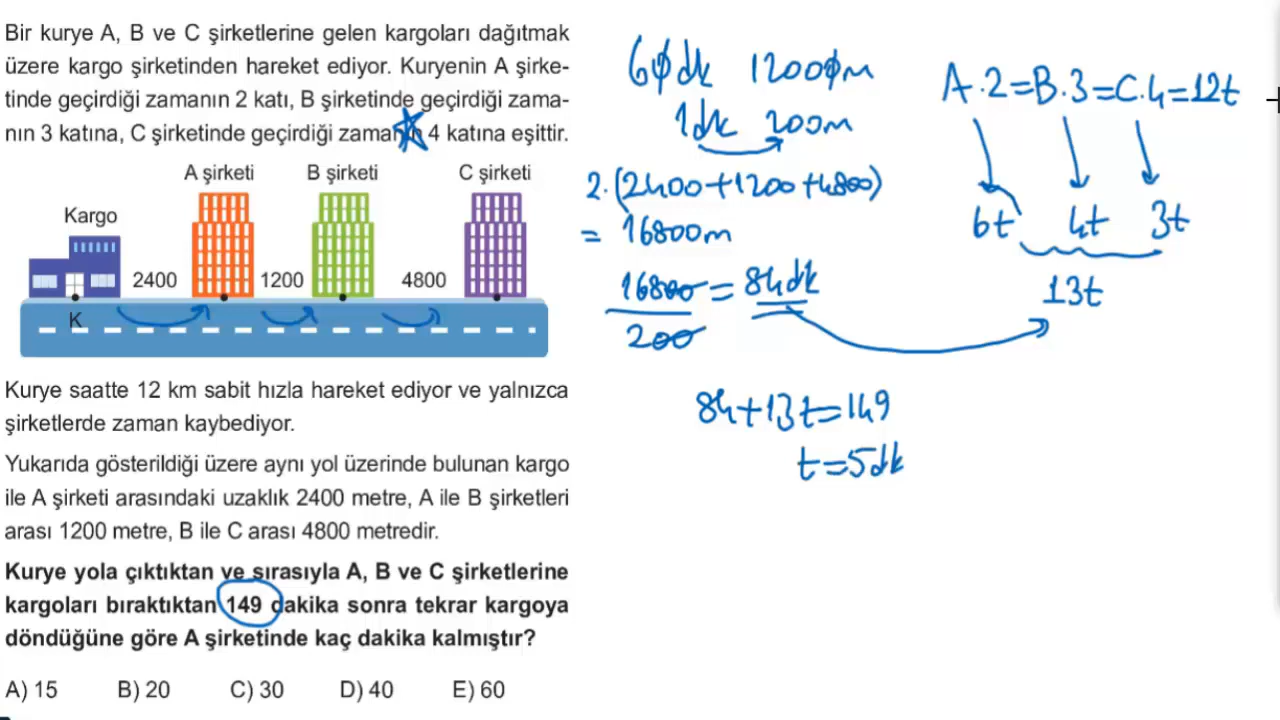 Bir kurye A, B ve C şirketlerine gelen kargoları dağıtmak
üzere kargo şirketinden hareket ediyor. Kuryenin A şirke-
tinde geçirdiği zamanın 2 katı, B şirketinde geçirdiği zama-
nın 3 katına, C şirketinde geçirdiği zamanın 4 katına eşittir.
A şirketi B şirketi C şirketi
Kargo
2400 1200 4800
K
Kurye saatte 12 km sabit hızla hareket ediyor ve yalnızca
şirketlerde zaman kaybediyor.
Yukarıda gösterildiği üzere aynı yol üzerinde bulunan kargo
ile A şirketi arasındaki uzaklık 2400 metre, A ile B şirketleri
arası 1200 metre, B ile C arası 4800 metredir.
Kurye yola çıktıktan ve sırasıyla A, B ve C şirketlerine
kargoları bıraktıktan 149 dakika sonra tekrar kargoya
döndüğüne göre A şirketinde kaç dakika kalmıştır?
A) 15 B) 20 C) 30 D) 40 E) 60
60dk 12000m
1dk 200m
2.(2400+1200+4800)
= 16800m
16800 = 84dk
200
A.2=B.3=C.4=12t
6t 4t 3t
13t
84+13t=149
t=5dk